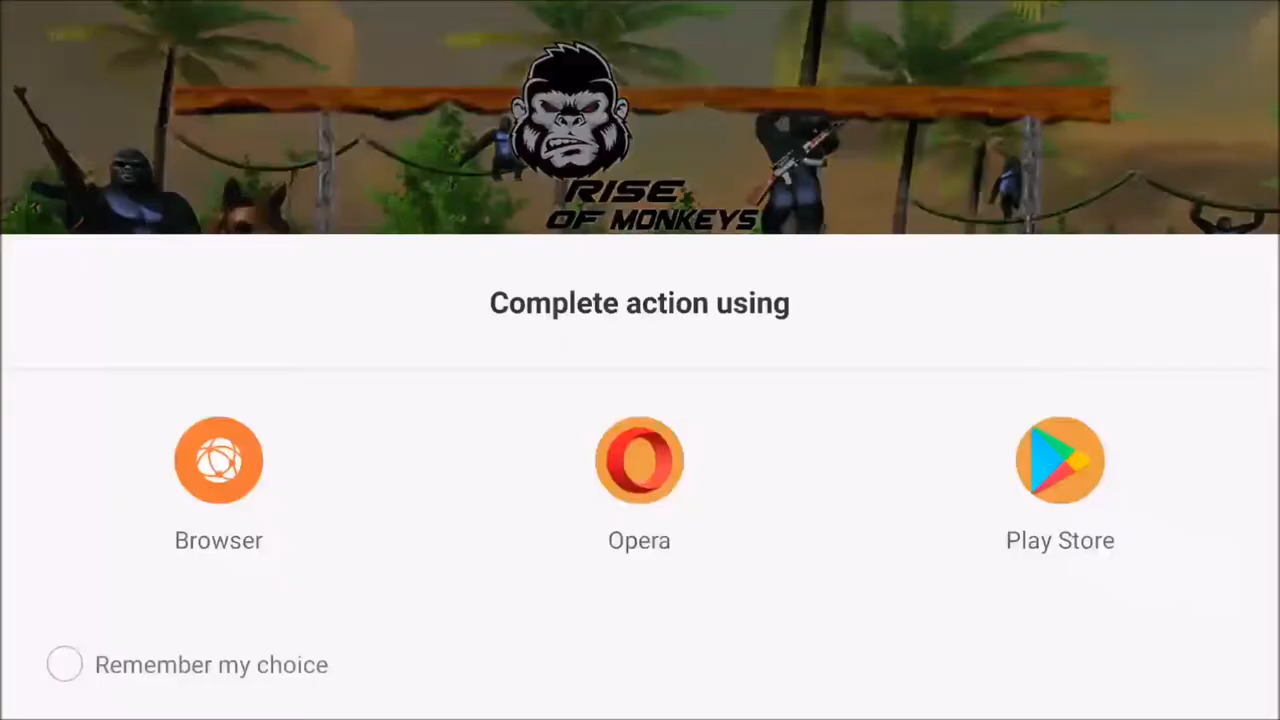 RISE
OF MONKEYS
Complete action using
Browser
Opera
Play Store
Remember my choice